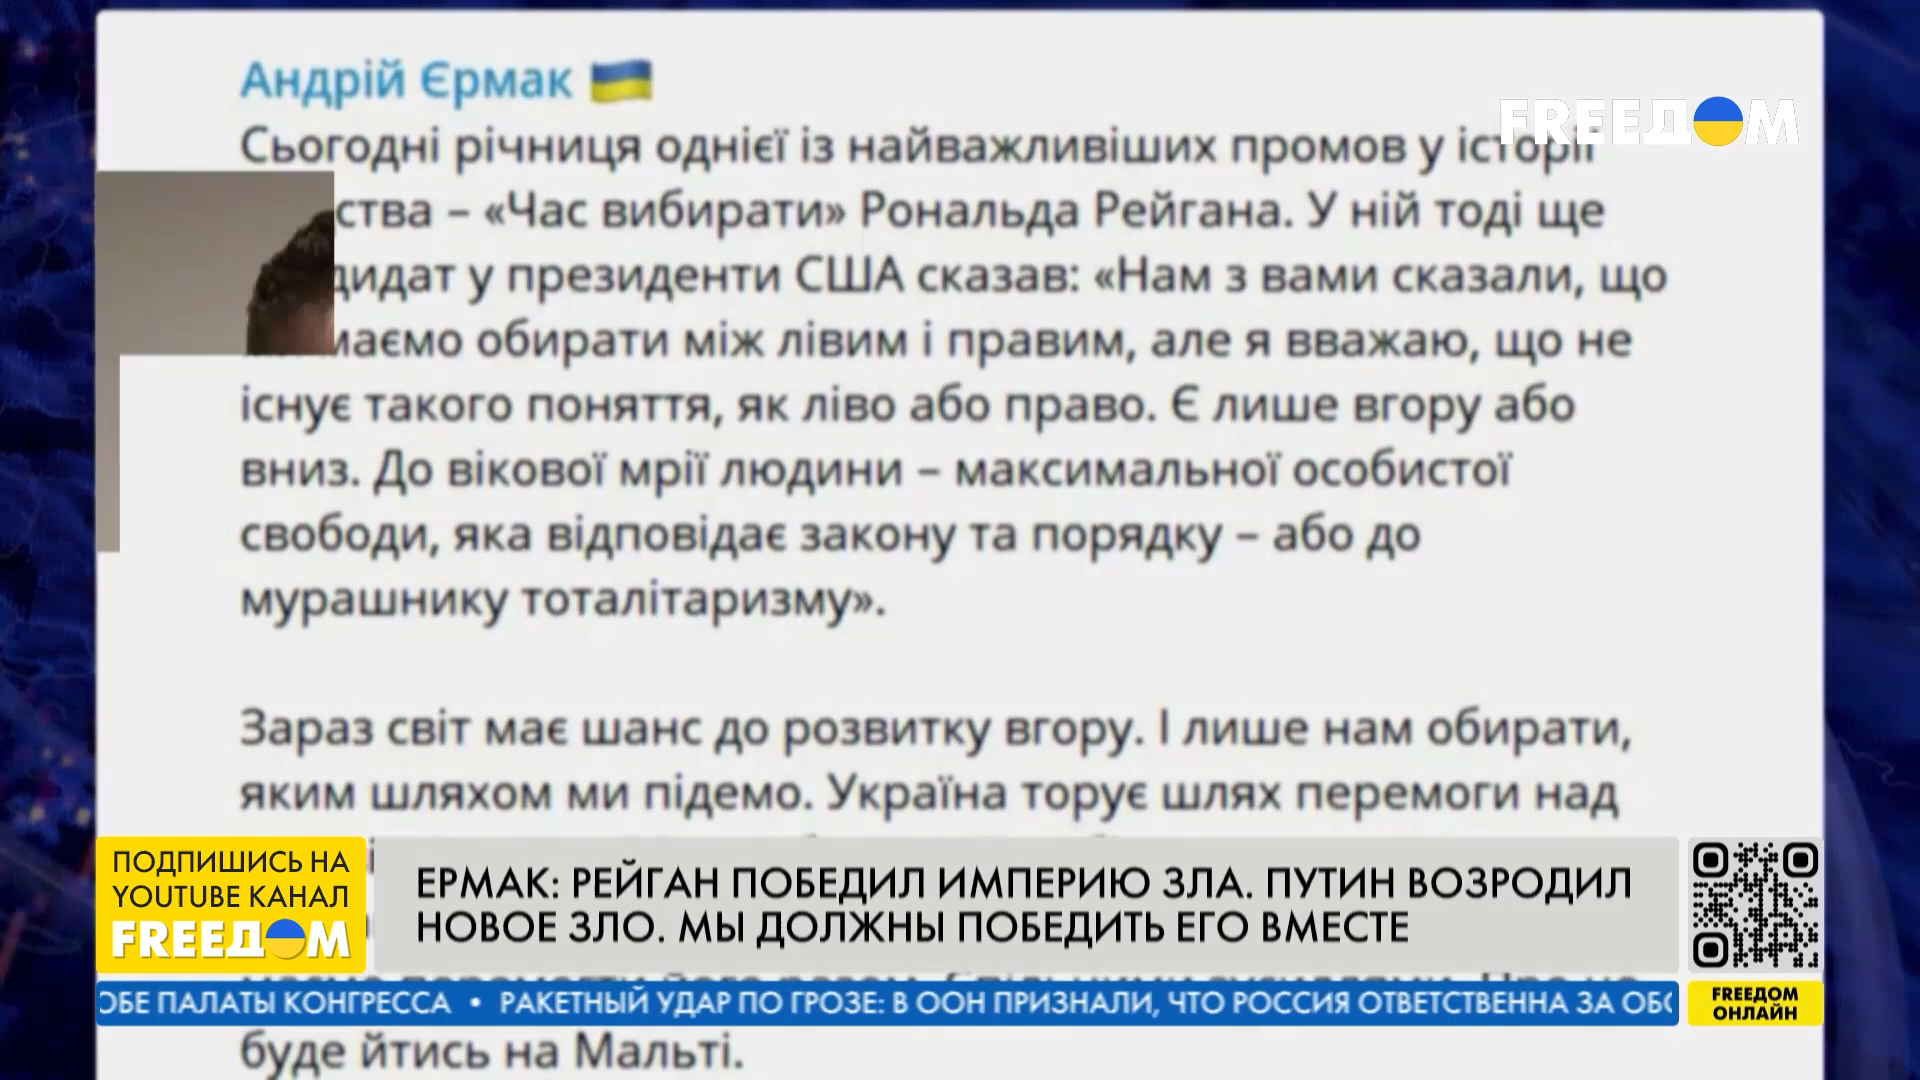 Андрій Єрмак
FREEДOM
Сьогодні річниця однієї із найважливіших промов у історії
ства – «Час вибирати» Рональда Рейгана. У ній тоді ще
дидат у президенти США сказав: «Нам з вами сказали, що
маємо обирати між лівим і правим, але я вважаю, що не
існує такого поняття, як ліво або право. Є лише вгору або
вниз. До вікової мрії людини – максимальної особистої
свободи, яка відповідає закону та порядку – або до
мурашнику тоталітаризму».
Зараз світ має шанс до розвитку вгору. І лише нам обирати,
яким шляхом ми підемо. Україна торує шлях перемоги над
ПОДПИШИСЬ НА
YOUTUBE КАНАЛ
FREEДOM
ЕРМАК: РЕЙГАН ПОБЕДИЛ ИМПЕРИЮ ЗЛА. ПУТИН ВОЗРОДИЛ
НОВОЕ ЗЛО. МЫ ДОЛЖНЫ ПОБЕДИТЬ ЕГО ВМЕСТЕ
ОБЕ ПАЛАТЫ КОНГРЕССА • РАКЕТНЫЙ УДАР ПО ГРОЗЕ: В ООН ПРИЗНАЛИ, ЧТО РОССИЯ ОТВЕТСТВЕННА ЗА ОБС
FREEДOM
ОНЛАЙН
буде йтись на Мальті.